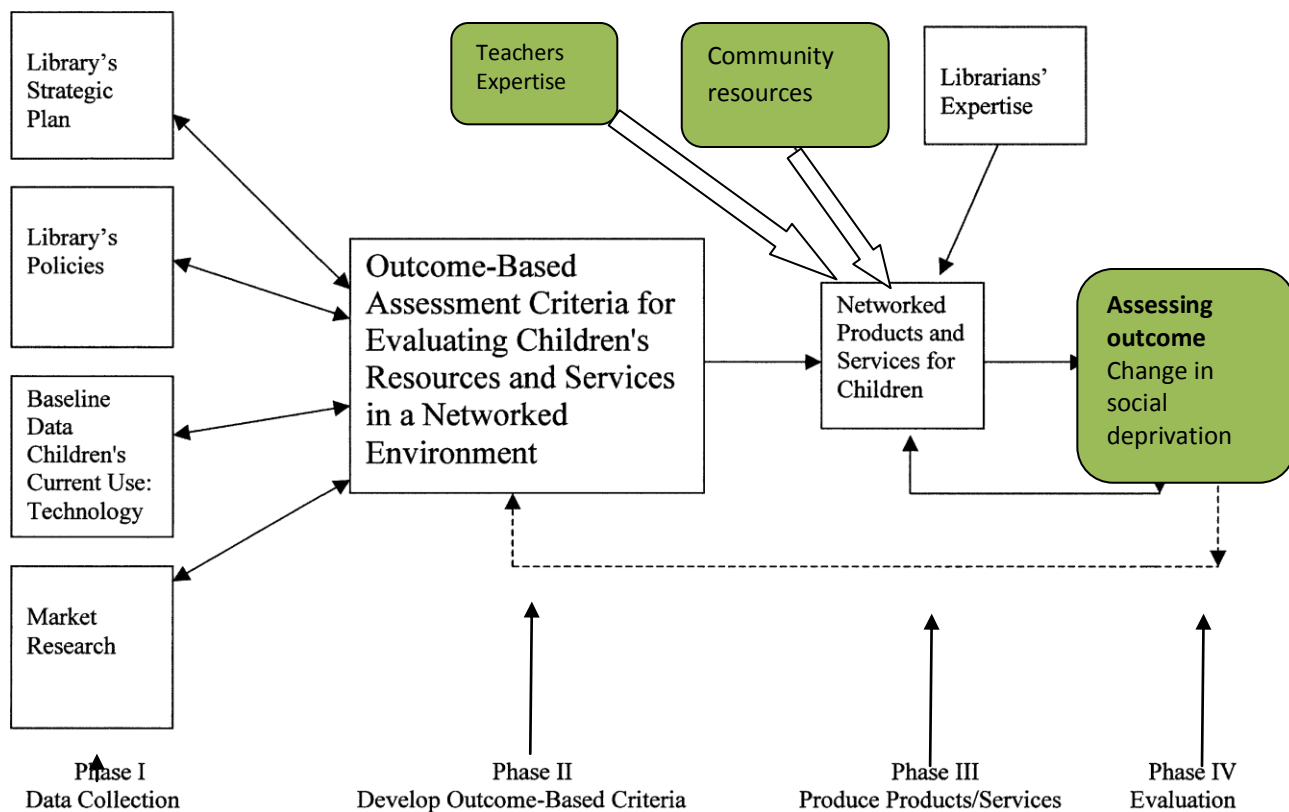 Library's
Strategic
Plan
Library's
Policies
Baseline
Data
Children's
Current Use:
Technology
Market
Research
Outcome-Based
Assessment Criteria for
Evaluating Children's
Resources and Services
in a Networked
Environment
Teachers
Expertise
Community
resources
Librarians'
Expertise
Networked
Products and
Services for
Children
Assessing
outcome
Change in
social
deprivation
Phase I
Data Collection
Phase II
Develop Outcome-Based Criteria
Phase III
Produce Products/Services
Phase IV
Evaluation